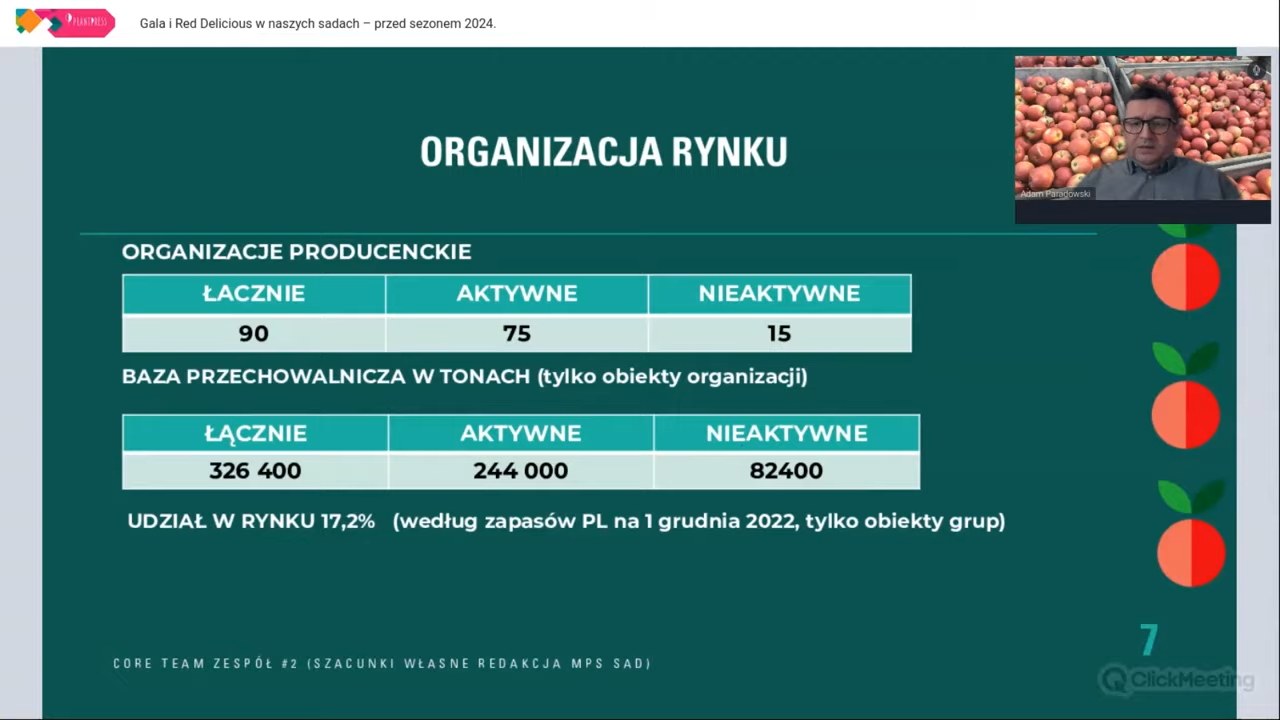 PLANTPRESS
Gala i Red Delicious w naszych sadach – przed sezonem 2024.
Adam Paradowski
ORGANIZACJA RYNKU
ORGANIZACJE PRODUCENCKIE
ŁACZNIE AKTYWNE NIEAKTYWNE
90 75 15
BAZA PRZECHOWALNICZA W TONACH (tylko obiekty organizacji)
ŁĄCZNIE AKTYWNE NIEAKTYWNE
326 400 244 000 82400
UDZIAŁ W RYNKU 17,2% (według zapasów PL na 1 grudnia 2022, tylko obiekty grup)
7
CORE TEAM ZESPÓŁ #2 (SZACUNKI WŁASNE REDAKCJA MPS SAD)
ClickMeeting